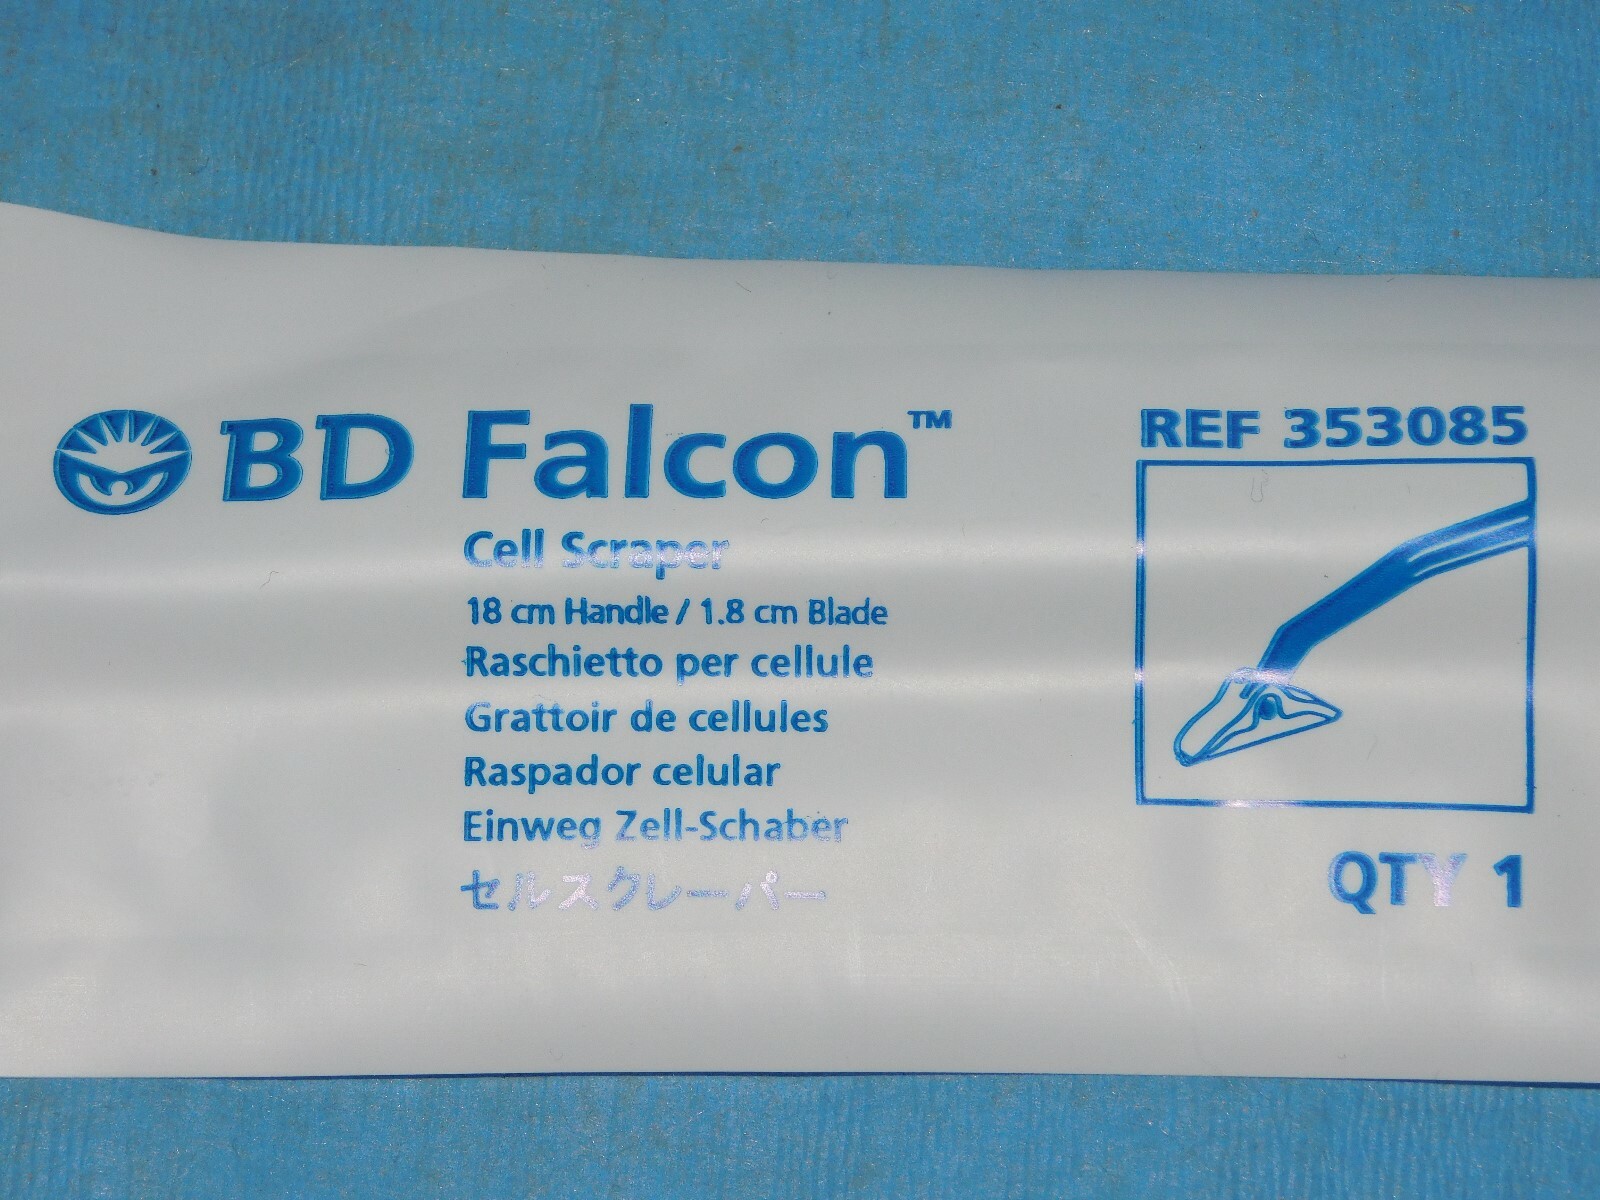 BD Falcon™
Cell Scraper
18 cm Handle / 1.8 cm Blade
Raschietto per cellule
Grattoir de cellules
Raspador celular
Einweg Zell-Schaber
セルスクレーパー
REF 353085
QTY 1